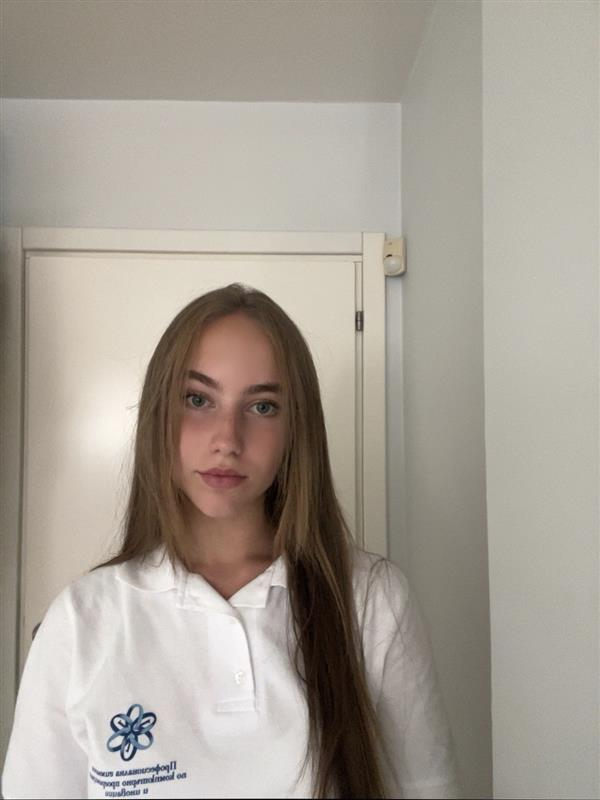 Професионална
по компютърно
и иновации